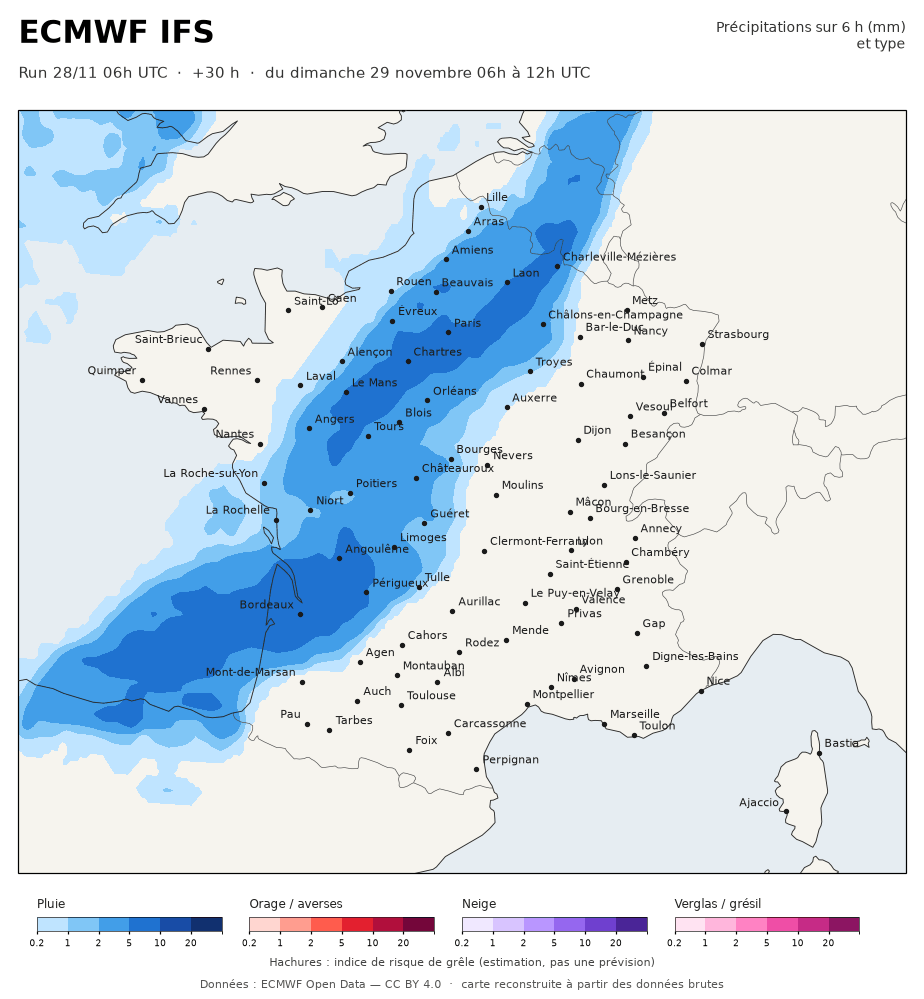 ECMWF IFS
Précipitations sur 6 h (mm)
et type
Run 28/11 06h UTC · +30 h · du dimanche 29 novembre 06h à 12h UTC
Lille
Arras
Amiens
Charleville-Mézières
Laon
Rouen
Beauvais
Saint-Lô
Caen
Metz
Évreux
Châlons-en-Champagne
Paris
Bar-le-Duc
Nancy
Strasbourg
Saint-Brieuc
Alençon
Chartres
Troyes
Quimper
Rennes
Laval
Le Mans
Chaumont
Épinal
Colmar
Vannes
Orléans
Auxerre
Vesoul
Belfort
Angers
Blois
Tours
Nantes
Dijon
Besançon
Bourges
Nevers
La Roche-sur-Yon
Châteauroux
Lons-le-Saunier
Poitiers
Moulins
Niort
La Rochelle
Guéret
Mâcon
Bourg-en-Bresse
Limoges
Annecy
Angoulême
Clermont-Ferrand
Lyon
Chambéry
Saint-Étienne
Périgueux
Tulle
Grenoble
Bordeaux
Aurillac
Le Puy-en-Velay
Valence
Privas
Cahors
Rodez
Mende
Gap
Agen
Digne-les-Bains
Mont-de-Marsan
Montauban
Albi
Nîmes
Avignon
Nice
Auch
Toulouse
Montpellier
Pau
Tarbes
Carcassonne
Marseille
Toulon
Foix
Bastia
Perpignan
Ajaccio
Pluie
Orage / averses
Neige
Verglas / grésil
0.2 1 2 5 10 20
0.2 1 2 5 10 20
0.2 1 2 5 10 20
0.2 1 2 5 10 20
Hachures : indice de risque de grêle (estimation, pas une prévision)
Données : ECMWF Open Data — CC BY 4.0 · carte reconstruite à partir des données brutes